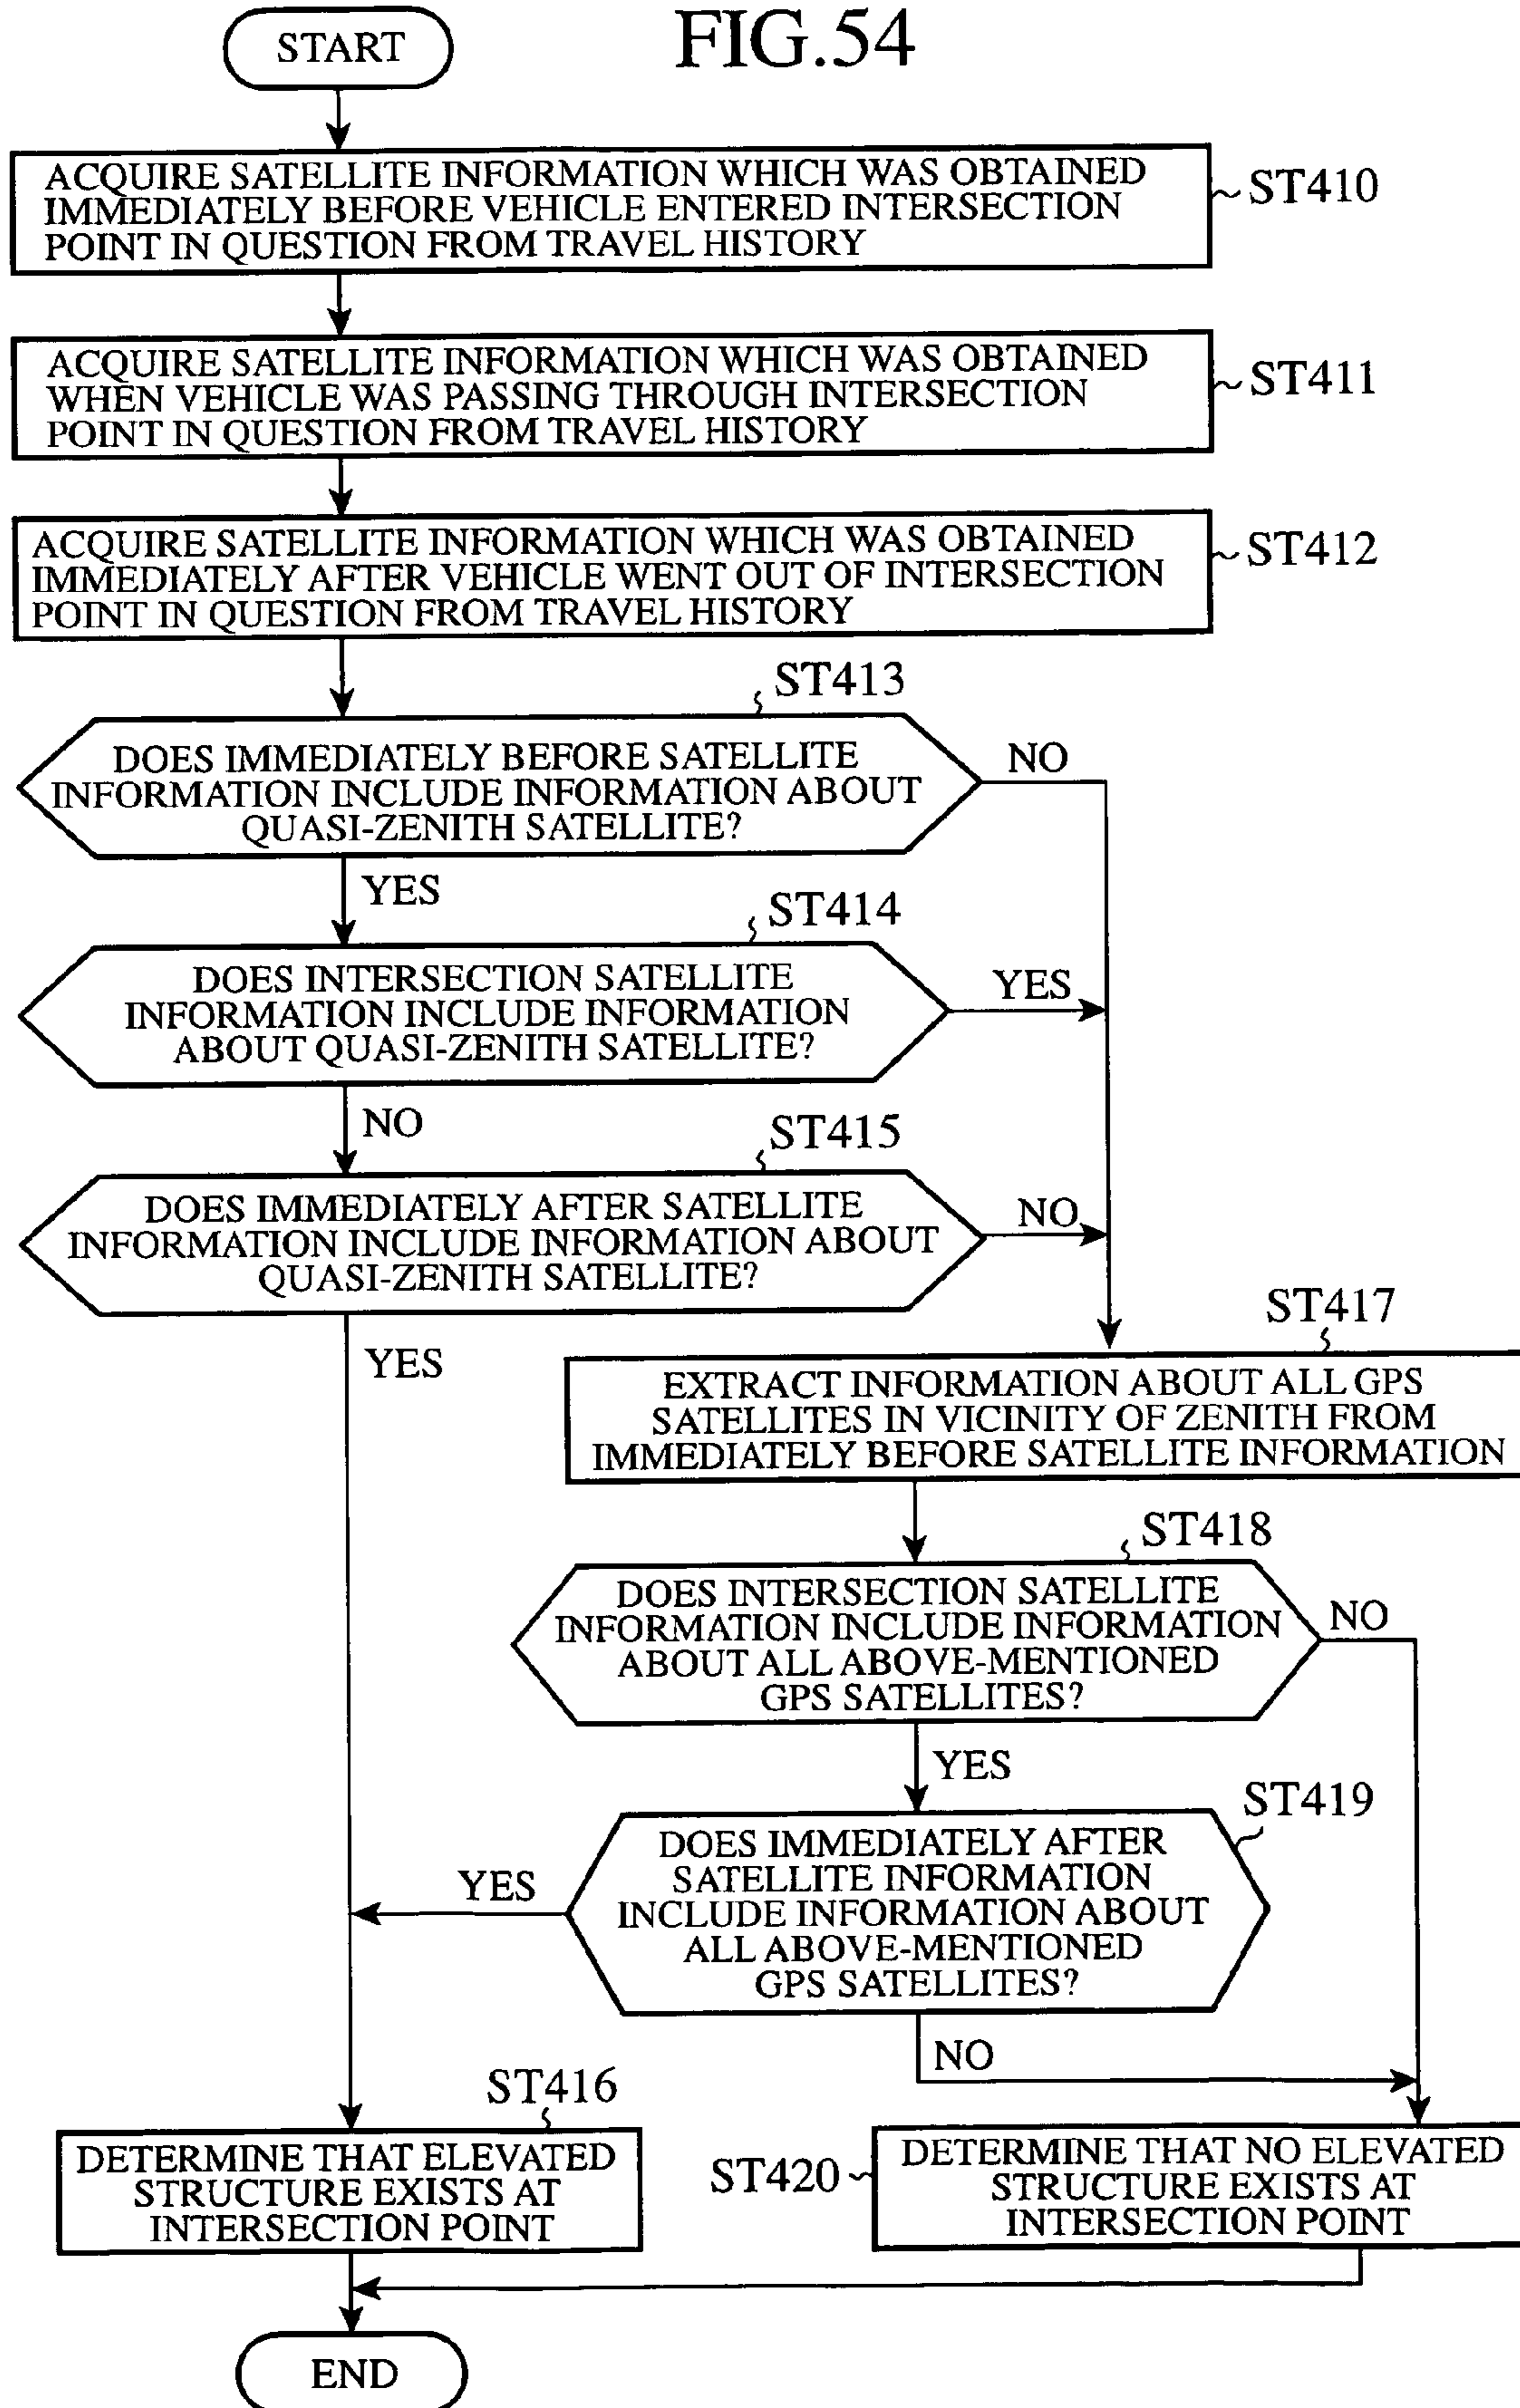 FIG.54
START
ACQUIRE SATELLITE INFORMATION WHICH WAS OBTAINED
IMMEDIATELY BEFORE VEHICLE ENTERED INTERSECTION
POINT IN QUESTION FROM TRAVEL HISTORY
ST410
ACQUIRE SATELLITE INFORMATION WHICH WAS OBTAINED
WHEN VEHICLE WAS PASSING THROUGH INTERSECTION
POINT IN QUESTION FROM TRAVEL HISTORY
ST411
ACQUIRE SATELLITE INFORMATION WHICH WAS OBTAINED
IMMEDIATELY AFTER VEHICLE WENT OUT OF INTERSECTION
POINT IN QUESTION FROM TRAVEL HISTORY
ST412
ST413
DOES IMMEDIATELY BEFORE SATELLITE
INFORMATION INCLUDE INFORMATION ABOUT
QUASI-ZENITH SATELLITE?
NO
YES
ST414
DOES INTERSECTION SATELLITE
INFORMATION INCLUDE INFORMATION
ABOUT QUASI-ZENITH SATELLITE?
YES
NO
ST415
DOES IMMEDIATELY AFTER SATELLITE
INFORMATION INCLUDE INFORMATION ABOUT
QUASI-ZENITH SATELLITE?
NO
YES
ST417
EXTRACT INFORMATION ABOUT ALL GPS
SATELLITES IN VICINITY OF ZENITH FROM
IMMEDIATELY BEFORE SATELLITE INFORMATION
ST418
DOES INTERSECTION SATELLITE
INFORMATION INCLUDE INFORMATION
ABOUT ALL ABOVE-MENTIONED
GPS SATELLITES?
NO
YES
ST419
DOES IMMEDIATELY AFTER
SATELLITE INFORMATION
INCLUDE INFORMATION ABOUT
ALL ABOVE-MENTIONED
GPS SATELLITES?
YES
NO
ST416
DETERMINE THAT ELEVATED
STRUCTURE EXISTS AT
INTERSECTION POINT
ST420
DETERMINE THAT NO ELEVATED
STRUCTURE EXISTS AT
INTERSECTION POINT
END